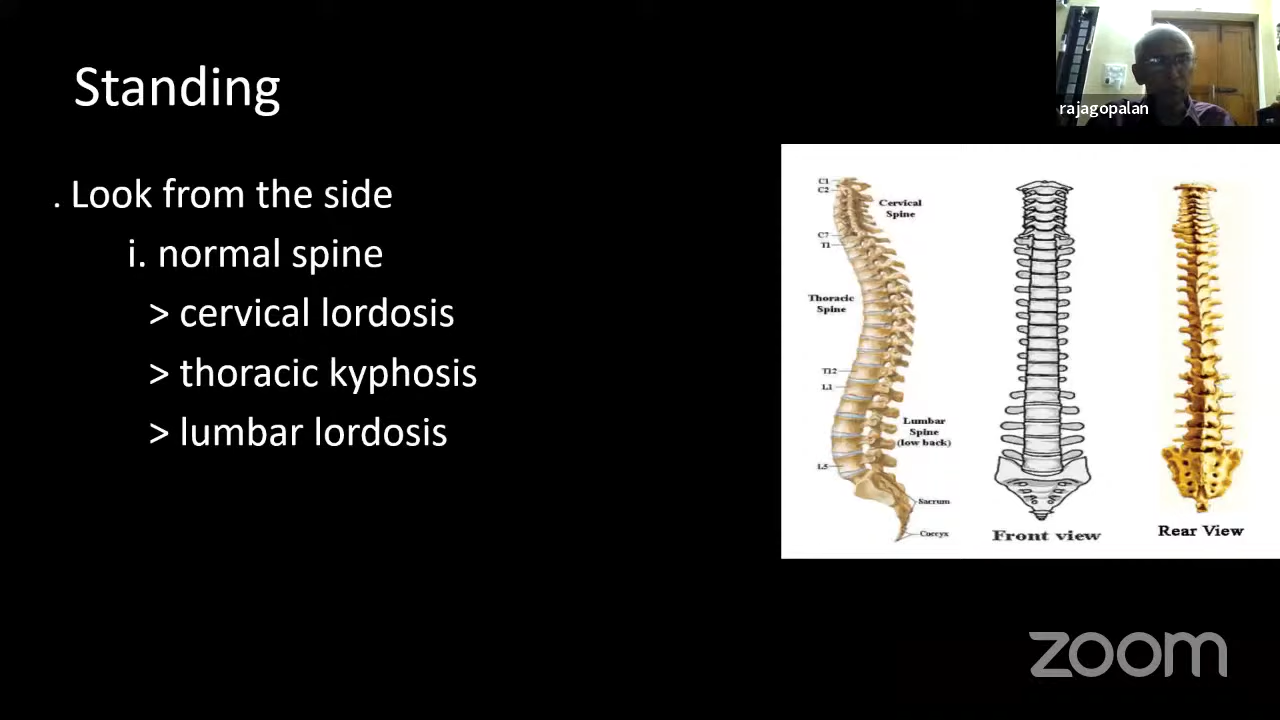 Standing
rajagopalan
. Look from the side
i. normal spine
> cervical lordosis
> thoracic kyphosis
> lumbar lordosis
C1
C2
Cervical
Spine
C7
T1
Thoracic
Spine
T12
L1
Lumbar
Spine
(low back)
L5
Sacrum
Coccyx
Front view
Rear View
zoom